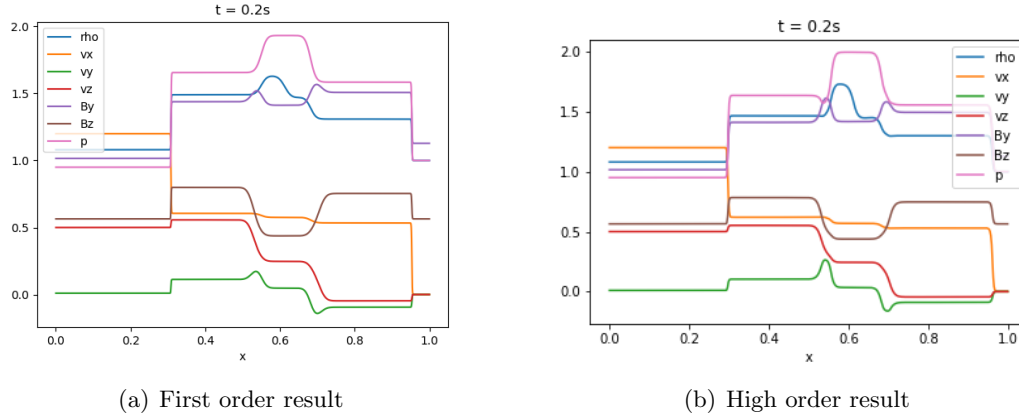 t = 0.2s
rho
vx
vy
vz
By
Bz
p
2.0
1.5
1.0
0.5
0.0
0.0 0.2 0.4 0.6 0.8 1.0
x
(a) First order result
t = 0.2s
rho
vx
vy
vz
By
Bz
p
2.0
1.5
1.0
0.5
0.0
0.0 0.2 0.4 0.6 0.8 1.0
x
(b) High order result